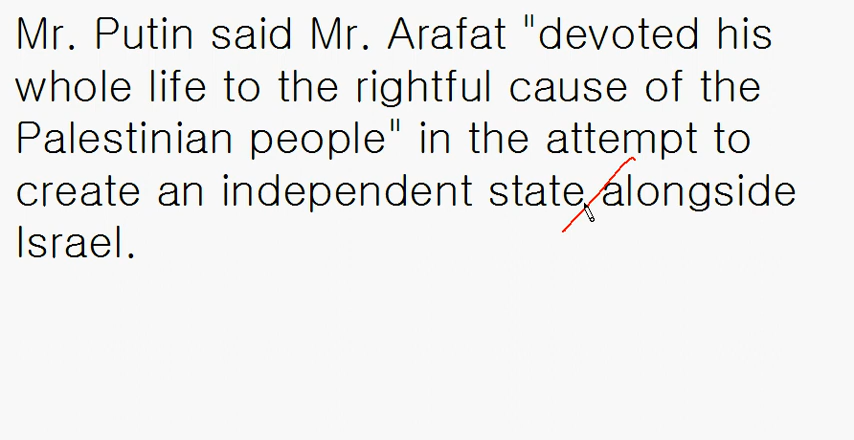 Mr. Putin said Mr. Arafat "devoted his
whole life to the rightful cause of the
Palestinian people" in the attempt to
create an independent state alongside
Israel.